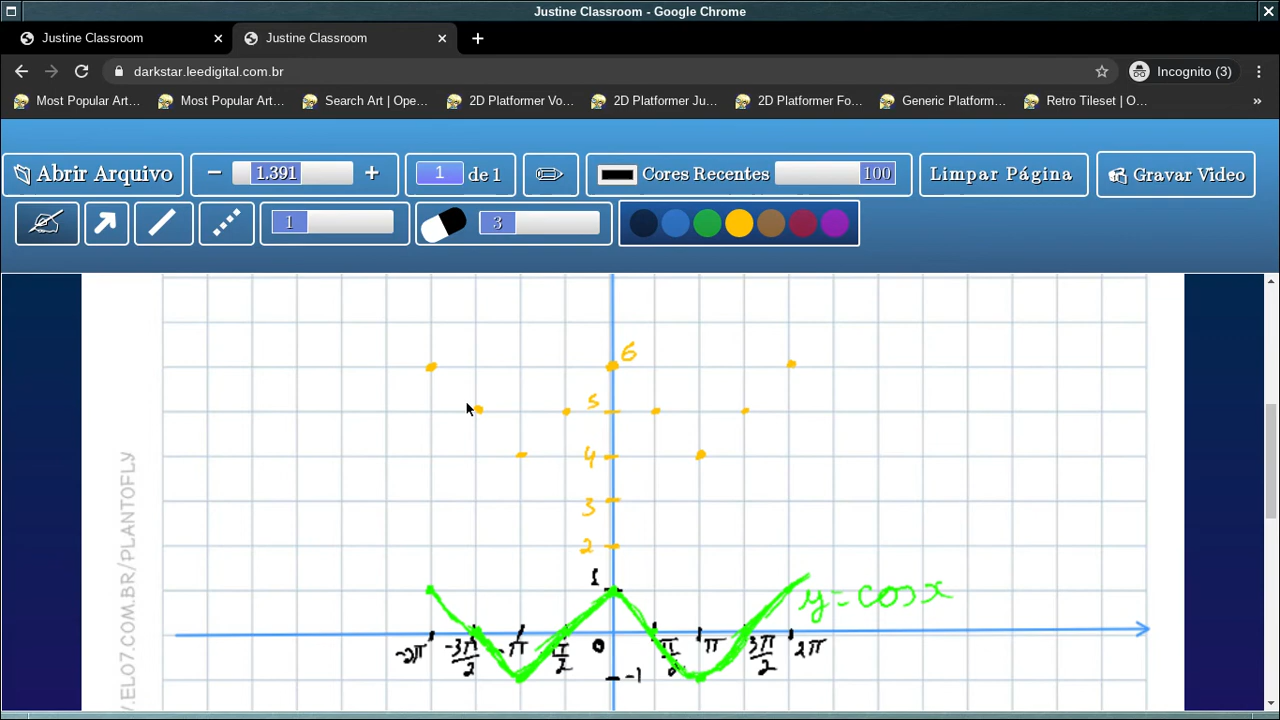 Justine Classroom - Google Chrome
Justine Classroom
Justine Classroom
darkstar.leedigital.com.br
Incognito (3)
Most Popular Art...
Most Popular Art...
Search Art | Ope...
2D Platformer Vo...
2D Platformer Ju...
2D Platformer Fo...
Generic Platform...
Retro Tileset | O...
»
Abrir Arquivo
− 1.391 +
1 de 1
Cores Recentes 100
Limpar Página
Gravar Video
1
3
6
5
4
3
2
1
y = cos x
-2π -3π/2 -π π/2 0 π π 3π/2 2π
2
-1
V.EL07.COM.BR/PLANTOFLY